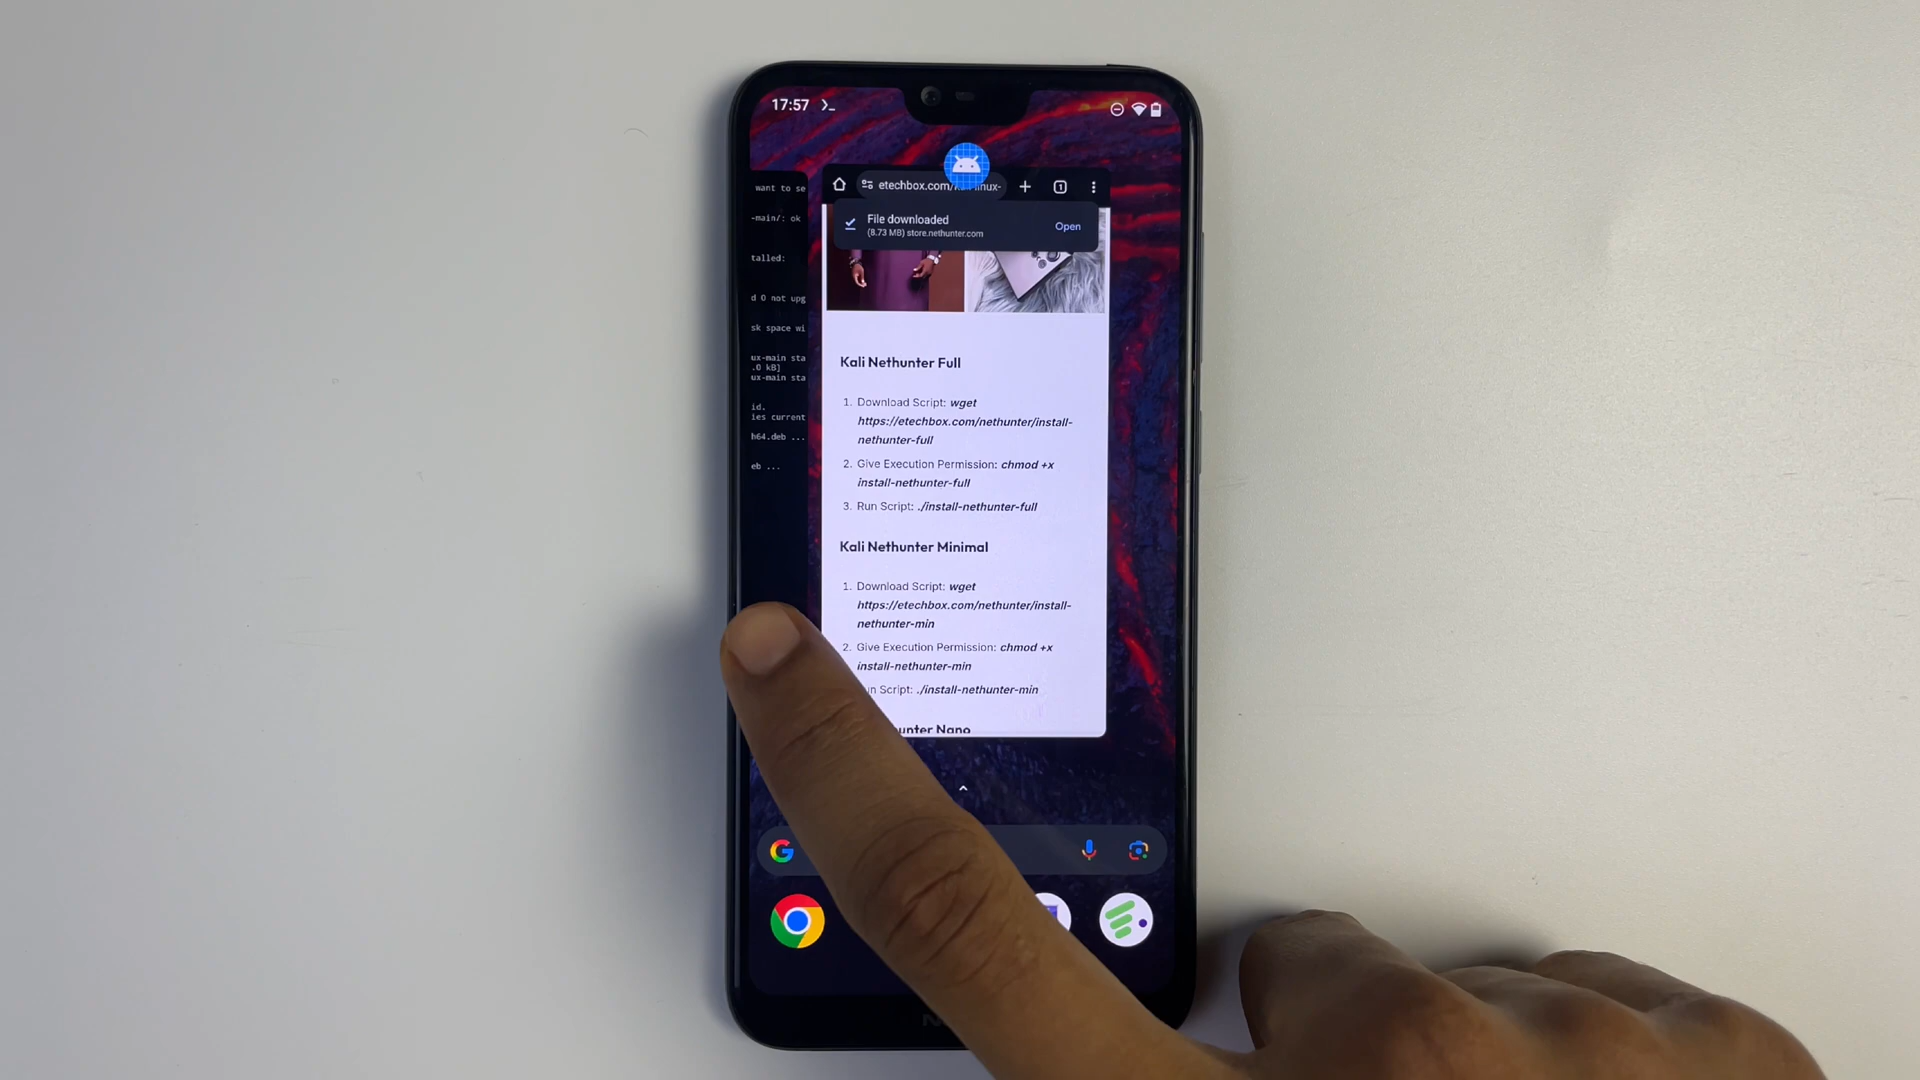 17:57
want to se
-main/: ok
talled:
d 0 not upg
sk space wi
ux-main sta
.0 kB]
ux-main sta
id.
ies current
h64.deb ...
eb ...
etechbox.com/
nux-
1
File downloaded
(8.73 MB) store.nethunter.com
Open
Kali Nethunter Full
1. Download Script: wget
https://etechbox.com/nethunter/install-
nethunter-full
2. Give Execution Permission: chmod +x
install-nethunter-full
3. Run Script: ./install-nethunter-full
Kali Nethunter Minimal
1. Download Script: wget
https://etechbox.com/nethunter/install-
nethunter-min
2. Give Execution Permission: chmod +x
install-nethunter-min
n Script: ./install-nethunter-min
unter Nano